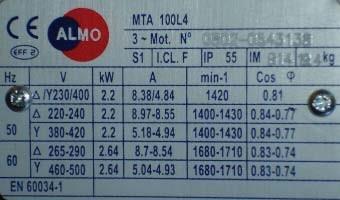 MTA 100L4
CE ALMO 3~ Mot. Nº
EFF 2 S1 I.CL. F IP 55 IM kg
Hz V kW A min-1 Cos φ
△/Y230/400 2.2 8.38/4.84 1420 0.81
50 △ 220-240 2.2 8.97-8.55 1400-1430 0.84-0.77
Y 380-420 2.2 5.18-4.94 1400-1430 0.84-0.77
60 △ 265-290 2.64 8.7-8.54 1680-1710 0.83-0.74
Y 460-500 2.64 5.04-4.93 1680-1710 0.83-0.74
EN 60034-1